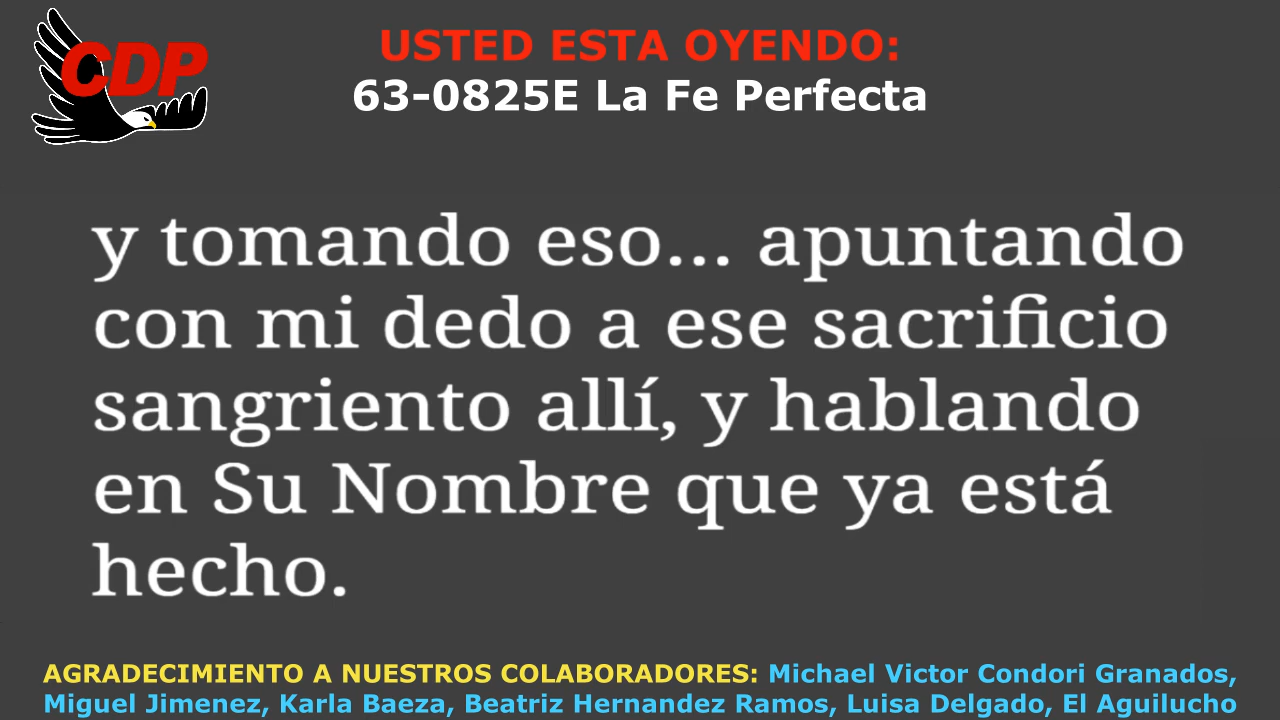 CDP
USTED ESTA OYENDO:
63-0825E La Fe Perfecta
y tomando eso... apuntando
con mi dedo a ese sacrificio
sangriento allí, y hablando
en Su Nombre que ya está
hecho.
AGRADECIMIENTO A NUESTROS COLABORADORES: Michael Victor Condori Granados,
Miguel Jimenez, Karla Baeza, Beatriz Hernandez Ramos, Luisa Delgado, El Aguilucho